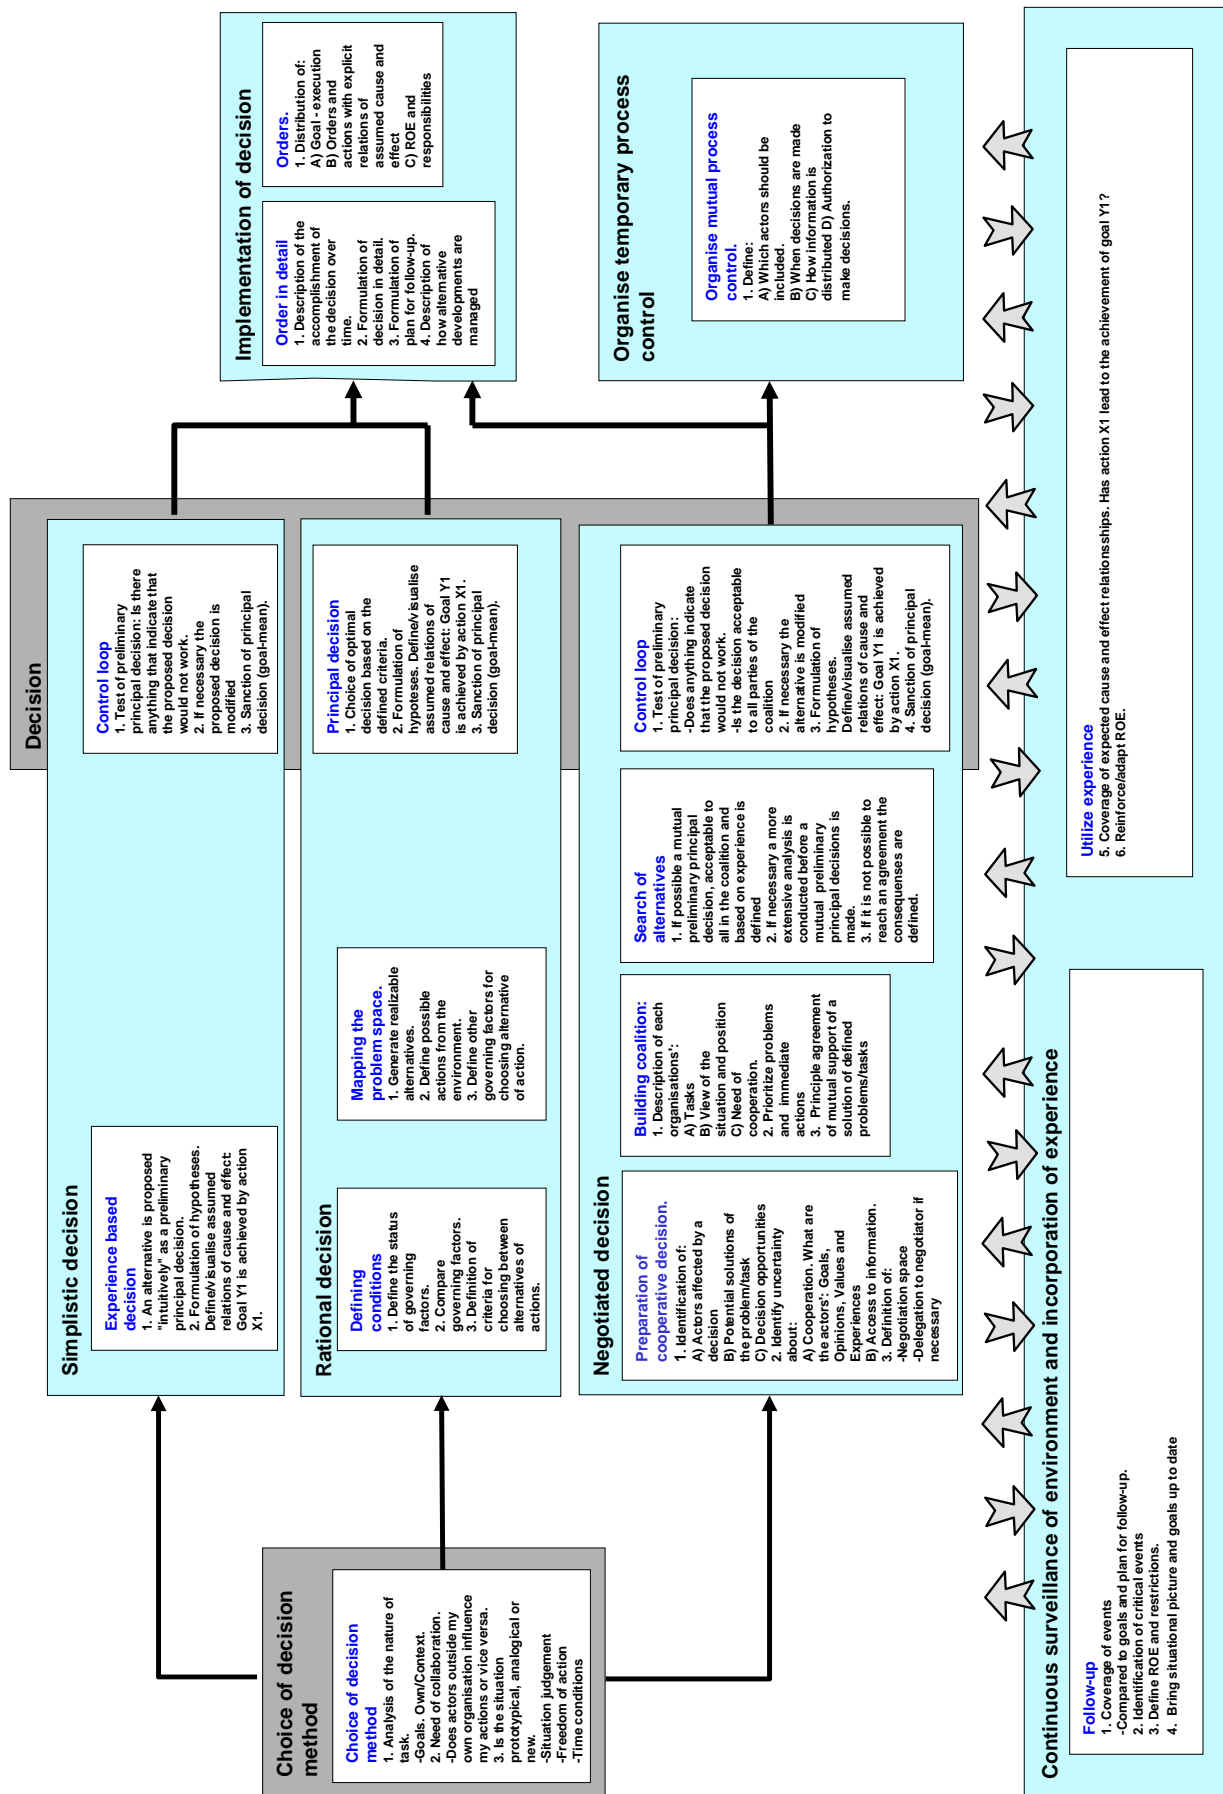 Choice of decision
method
Choice of decision
method
1. Analysis of the nature of
task.
-Goals. Own/Context.
2. Need of collaboration.
-Does actors outside my
own organisation influence
my actions or vice versa.
3. Is the situation
prototypical, analogical or
new.
-Situation judgement
-Freedom of action
-Time conditions
Decision
Simplistic decision
Experience based
decision
1. An alternative is proposed
"intuitively" as a preliminary
principal decision.
2. Formulation of hypotheses.
Define/visualise assumed
relations of cause and effect:
Goal Y1 is achieved by action
X1.
Control loop
1. Test of preliminary
principal decision: Is there
anything that indicate that
the proposed decision
would not work.
2. If necessary the
proposed decision is
modified
3. Sanction of principal
decision (goal-mean).
Rational decision
Defining
conditions
1. Define the status
of governing
factors.
2. Compare
governing factors.
3. Definition of
criteria for
choosing between
alternatives of
actions.
Mapping the
problem space.
1. Generate realizable
alternatives.
2. Define possible
actions from the
environment.
3. Define other
governing factors for
choosing alternative
of action.
Principal decision
1. Choice of optimal
decision based on the
defined criteria.
2. Formulation of
hypotheses. Define/visualise
assumed relations of
cause and effect: Goal Y1
is achieved by action X1.
3. Sanction of principal
decision (goal-mean).
Negotiated decision
Preparation of
cooperative decision.
1. Identification of:
A) Actors affected by a
decision
B) Potential solutions of
the problem/task
C) Decision opportunities
2. Identify uncertainty
about:
A) Cooperation. What are
the actors': Goals,
Opinions, Values and
Experiences
B) Access to information.
3. Definition of:
-Negotiation space
-Delegation to negotiator if
necessary
Building coalition:
1. Description of each
organisations':
A) Tasks
B) View of the
situation and position
C) Need of
cooperation.
2. Prioritize problems
and immediate
actions
3. Principle agreement
of mutual support of a
solution of defined
problems/tasks
Search of
alternatives
1. If possible a mutual
preliminary principal
decision, acceptable to
all in the coalition and
based on experience is
defined
2. If necessary a more
extensive analysis is
conducted before a
mutual preliminary
principal decisions is
made.
3. If it is not possible to
reach an agreement the
consequences are
defined.
Control loop
1. Test of preliminary
principal decision:
-Does anything indicate
that the proposed decision
would not work.
-Is the decision acceptable
to all parties of the
coalition
2. If necessary the
alternative is modified
3. Formulation of
hypotheses.
Define/visualise assumed
relations of cause and
effect: Goal Y1 is achieved
by action X1.
4. Sanction of principal
decision (goal-mean).
Implementation of decision
Order in detail
1. Description of the
accomplishment of
the decision over
time.
2. Formulation of
decision in detail.
3. Formulation of
plan for follow-up.
4. Description of
how alternative
developments are
managed
Orders.
1. Distribution of:
A) Goal - execution
B) Orders and
actions with explicit
relations of
assumed cause and
effect
C) ROE and
responsibilities
Organise temporary process
control
Organise mutual process
control.
1. Define:
A) Which actors should be
included.
B) When decisions are made
C) How information is
distributed D) Authorization to
make decisions.
Continuous surveillance of environment and incorporation of experience
Follow-up
1. Coverage of events
-Compared to goals and plan for follow-up.
2. Identification of critical events
3. Define ROE and restrictions.
4. Bring situational picture and goals up to date
Utilize experience
5. Coverage of expected cause and effect relationsships. Has action X1 lead to the achievement of goal Y1?
6. Reinforce/adapt ROE.